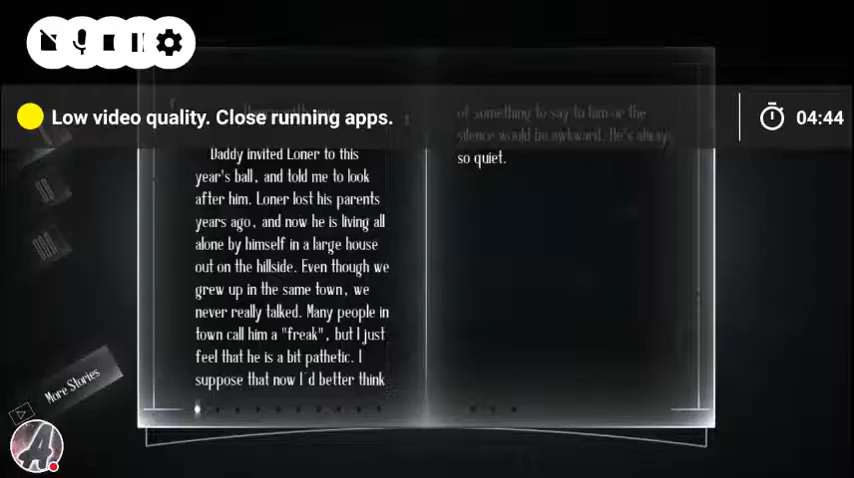 Low video quality. Close running apps.
04:44
Daddy invited Loner to this
year's ball, and told me to look
after him. Loner lost his parents
years ago, and now he is living all
alone by himself in a large house
out on the hillside. Even though we
grew up in the same town, we
never really talked. Many people in
town call him a "freak", but I just
feel that he is a bit pathetic. I
suppose that now I'd better think
of something to say to him or the
silence would be awkward. He's always
so quiet.
More Stories